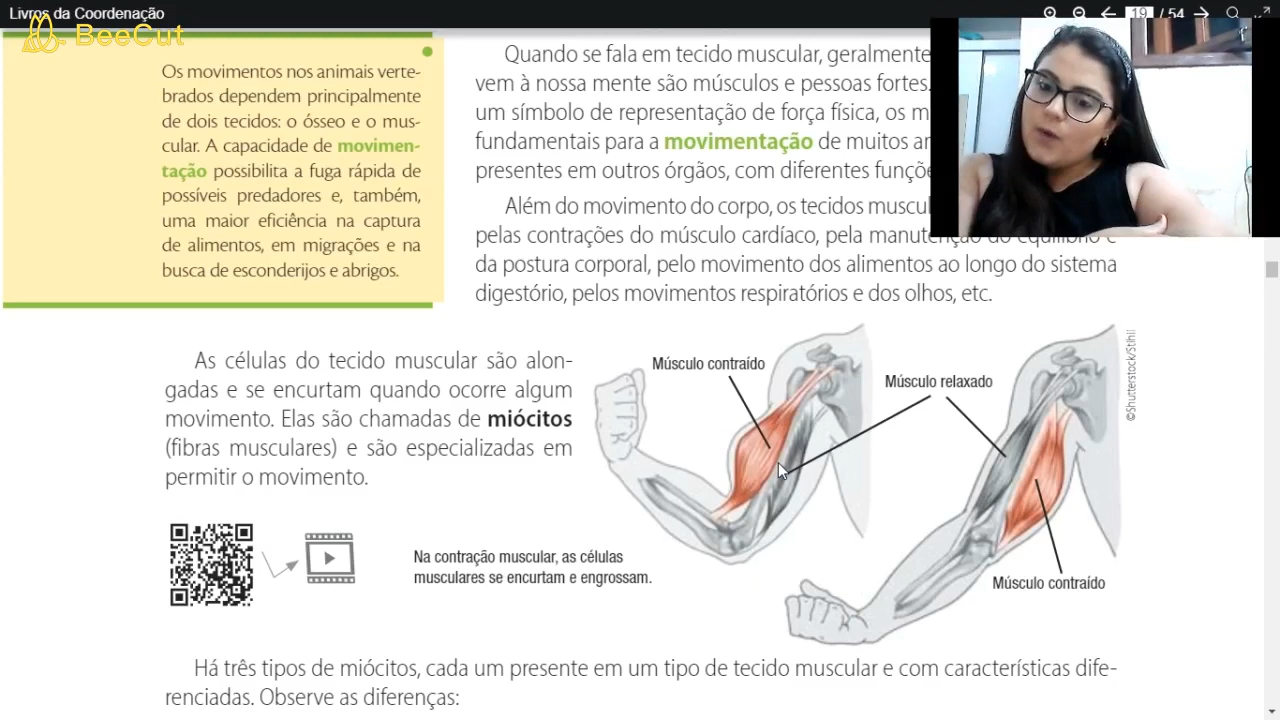 Livros da Coordenação
19 / 54
BeeCut
Os movimentos nos animais verte-
brados dependem principalmente
de dois tecidos: o ósseo e o mus-
cular. A capacidade de movimen-
tação possibilita a fuga rápida de
possíveis predadores e, também,
uma maior eficiência na captura
de alimentos, em migrações e na
busca de esconderijos e abrigos.
Quando se fala em tecido muscular, geralmente
vem à nossa mente são músculos e pessoas fortes.
um símbolo de representação de força física, os m
fundamentais para a movimentação de muitos an
presentes em outros órgãos, com diferentes funçõe
Além do movimento do corpo, os tecidos muscul
pelas contrações do músculo cardíaco, pela manutenção do equilíbrio e
da postura corporal, pelo movimento dos alimentos ao longo do sistema
digestório, pelos movimentos respiratórios e dos olhos, etc.
As células do tecido muscular são alon-
gadas e se encurtam quando ocorre algum
movimento. Elas são chamadas de miócitos
(fibras musculares) e são especializadas em
permitir o movimento.
Músculo contraído
Músculo relaxado
Músculo contraído
©Shutterstock/Stihii
Na contração muscular, as células
musculares se encurtam e engrossam.
Há três tipos de miócitos, cada um presente em um tipo de tecido muscular e com características dife-
renciadas. Observe as diferenças: